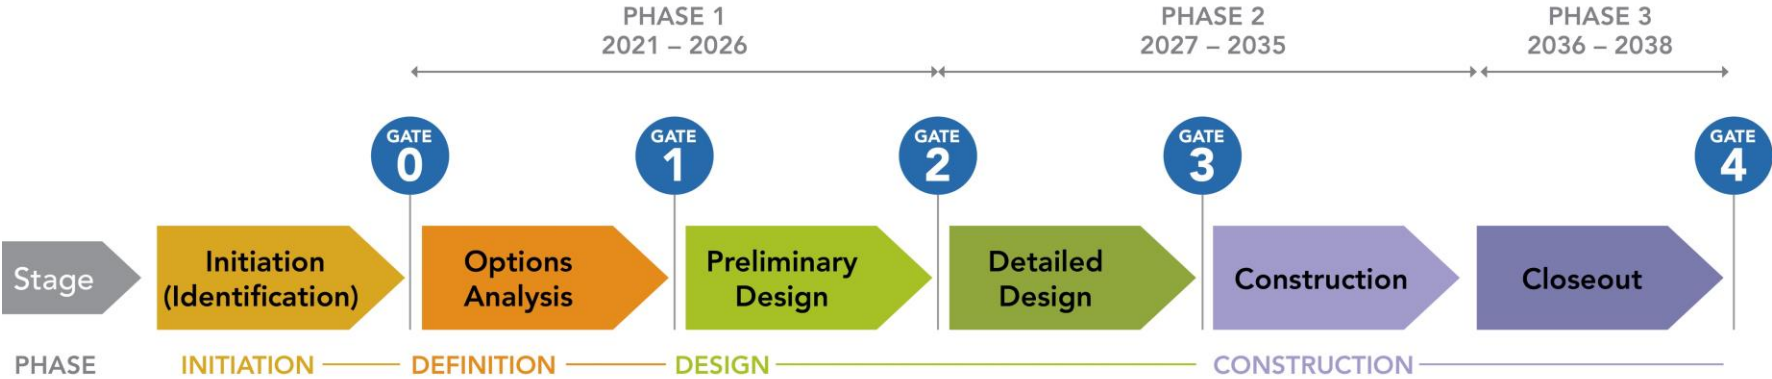 PHASE 1
2021 – 2026
PHASE 2
2027 – 2035
PHASE 3
2036 – 2038
GATE
0
GATE
1
GATE
2
GATE
3
GATE
4
Stage
Initiation
(Identification)
Options
Analysis
Preliminary
Design
Detailed
Design
Construction
Closeout
PHASE
INITIATION
DEFINITION
DESIGN
CONSTRUCTION